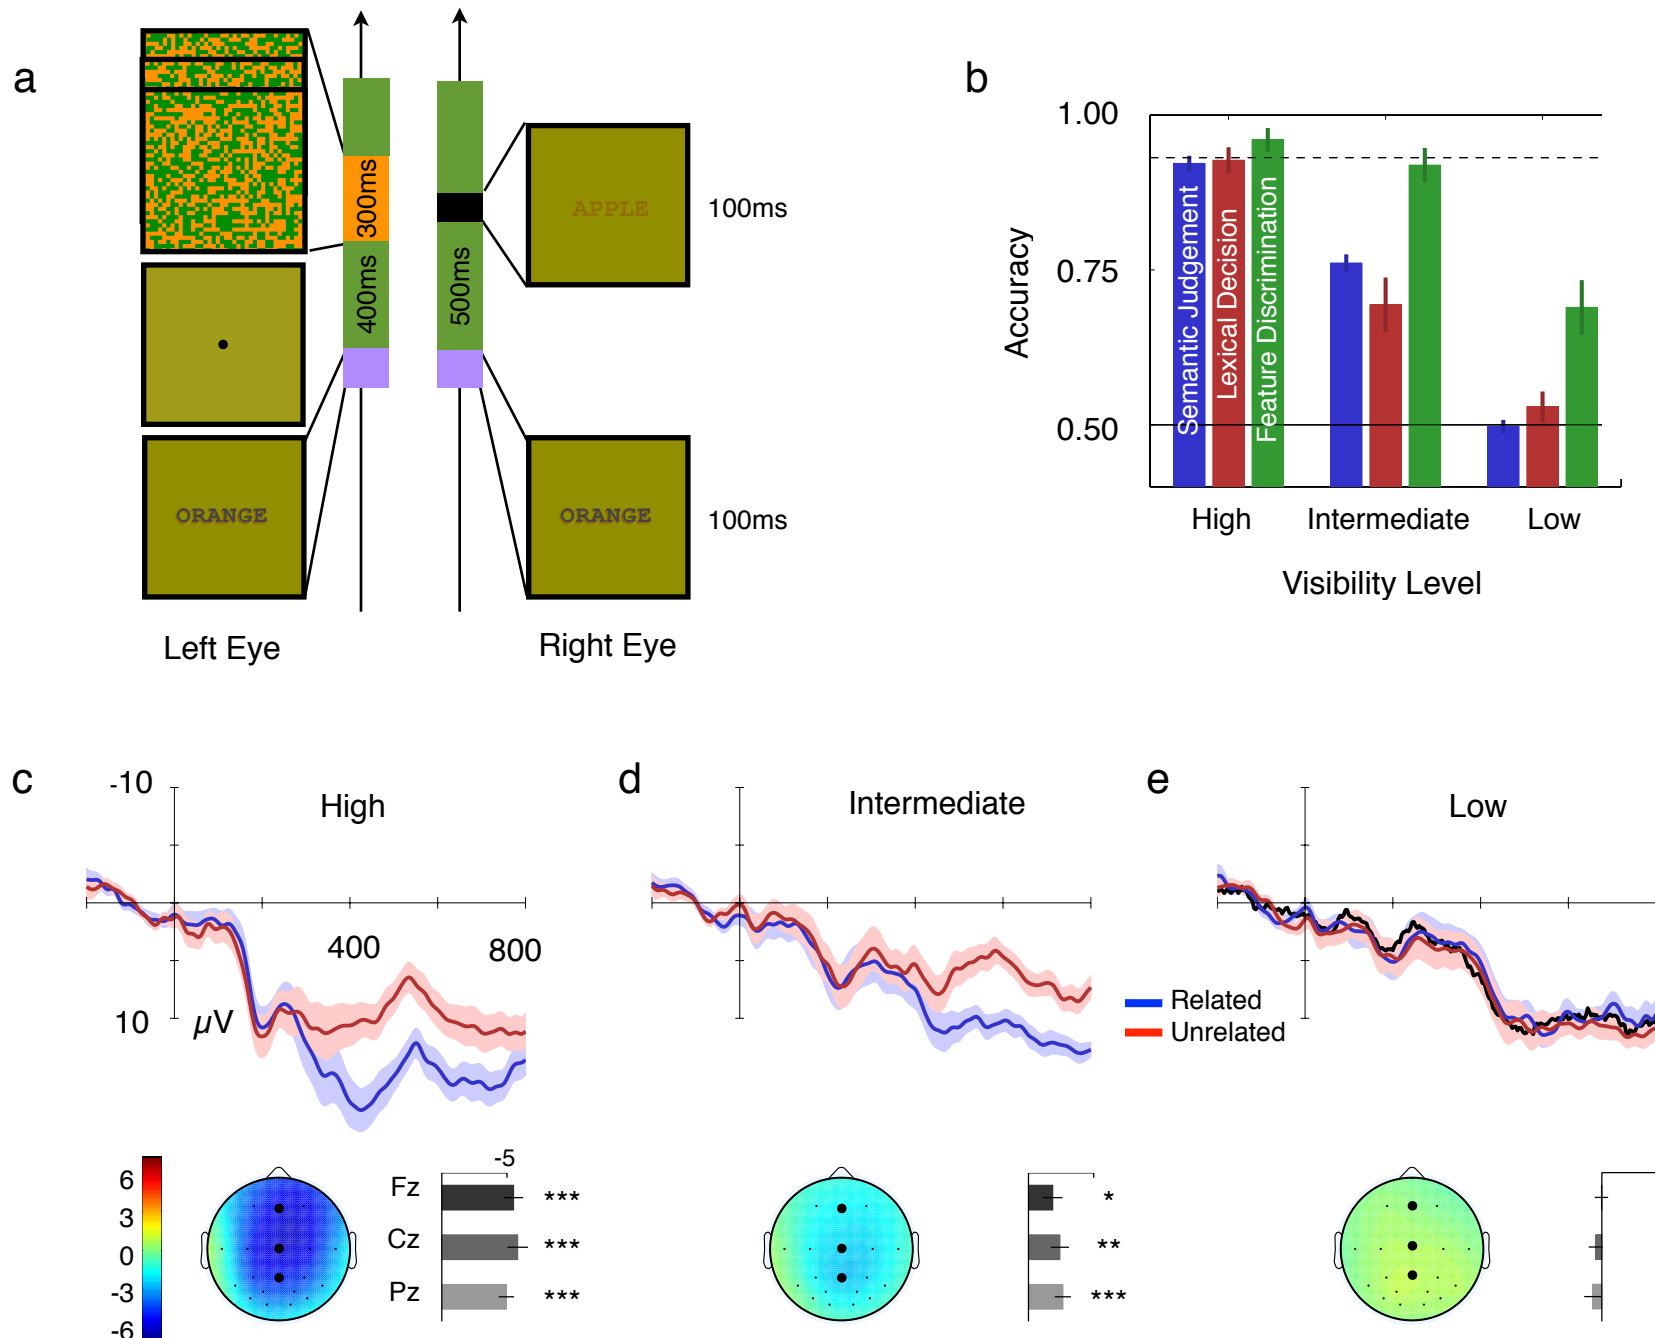 a
300ms
400ms
500ms
APPLE
100ms
ORANGE
ORANGE
100ms
Left Eye
Right Eye
b
1.00
0.75
0.50
Accuracy
Semantic Judgement
Lexical Decision
Feature Discrimination
High
Intermediate
Low
Visibility Level
c
-10
High
400
800
10
µV
d
Intermediate
e
Low
Related
Unrelated
6
3
0
-3
-6
-5
Fz
***
Cz
***
Pz
***
*
**
***